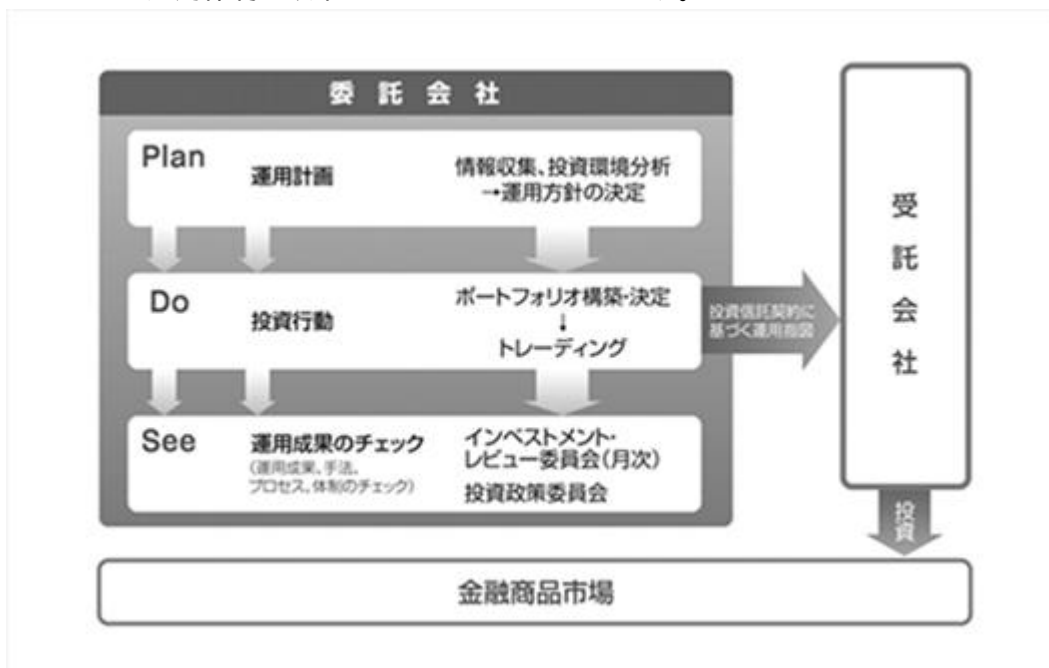 委託会社
Plan
運用計画
情報収集、投資環境分析
→運用方針の決定
Do
投資行動
ポートフォリオ構築・決定
↓
トレーディング
投資信託契約に
基づく運用指図
See
運用成果のチェック
(運用成果、手法、
プロセス、体制のチェック)
インベストメント・
レビュー委員会(月次)
投資政策委員会
受託会社
投資
金融商品市場